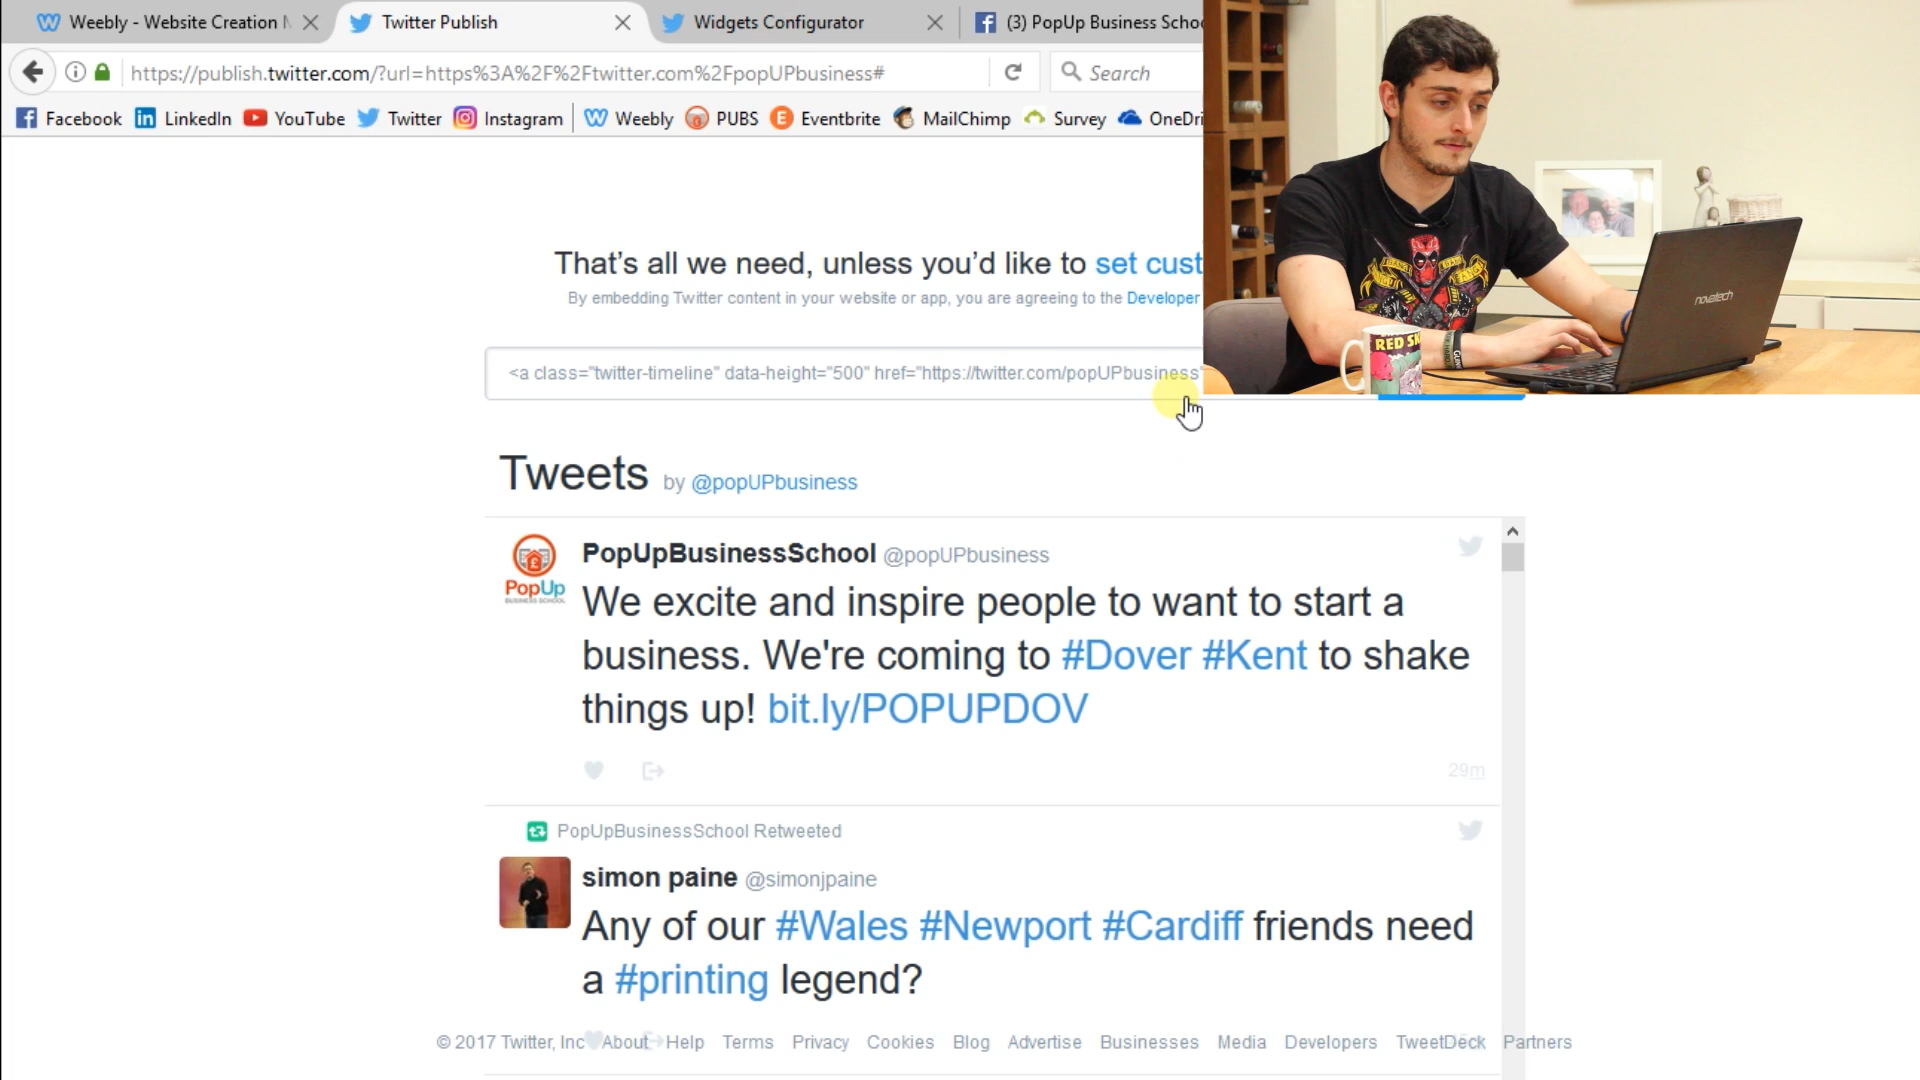 Weebly - Website Creation
Twitter Publish
Widgets Configurator
(3) PopUp Business Schoo
https://publish.twitter.com/?url=https%3A%2F%2Ftwitter.com%2FpopUPbusiness#
Search
Facebook LinkedIn YouTube Twitter Instagram Weebly PUBS Eventbrite MailChimp Survey OneDri
That's all we need, unless you'd like to set cust
By embedding Twitter content in your website or app, you are agreeing to the Developer
<a class="twitter-timeline" data-height="500" href="https://twitter.com/popUPbusiness"
novatech
RED SK
Tweets by @popUPbusiness
PopUpBusinessSchool @popUPbusiness
PopUp
BUSINESS SCHOOL
We excite and inspire people to want to start a
business. We're coming to #Dover #Kent to shake
things up! bit.ly/POPUPDOV
29m
PopUpBusinessSchool Retweeted
simon paine @simonjpaine
Any of our #Wales #Newport #Cardiff friends need
a #printing legend?
© 2017 Twitter, Inc About Help Terms Privacy Cookies Blog Advertise Businesses Media Developers TweetDeck Partners